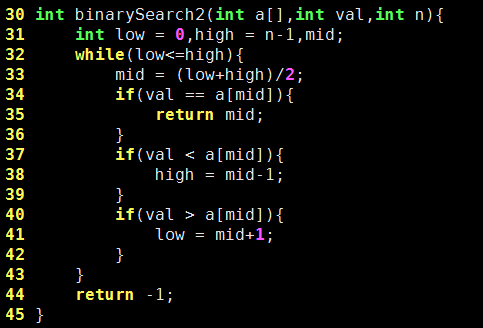 30 int binarySearch2(int a[],int val,int n){
31     int low = 0,high = n-1,mid;
32     while(low<=high){
33         mid = (low+high)/2;
34         if(val == a[mid]){
35             return mid;
36         }
37         if(val < a[mid]){
38             high = mid-1;
39         }
40         if(val > a[mid]){
41             low = mid+1;
42         }
43     }
44     return -1;
45 }